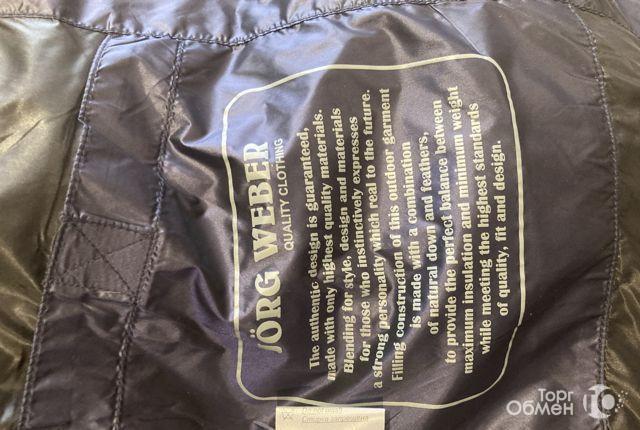 JÖRG WEBER
QUALITY CLOTHING
The authentic design is guaranteed,
made with only highest quality materials.
Blending for style, design and materials
for those who instinctively expresses
a strong personality which real to the future.
Filling construction of this outdoor garment
is made with a combination
of natural down and feathers,
to provide the perfect balance between
maximum insulation and minimum weight
while meeting the highest standards
of quality, fit and design.
Стирка запрещена
Торг
Обмен